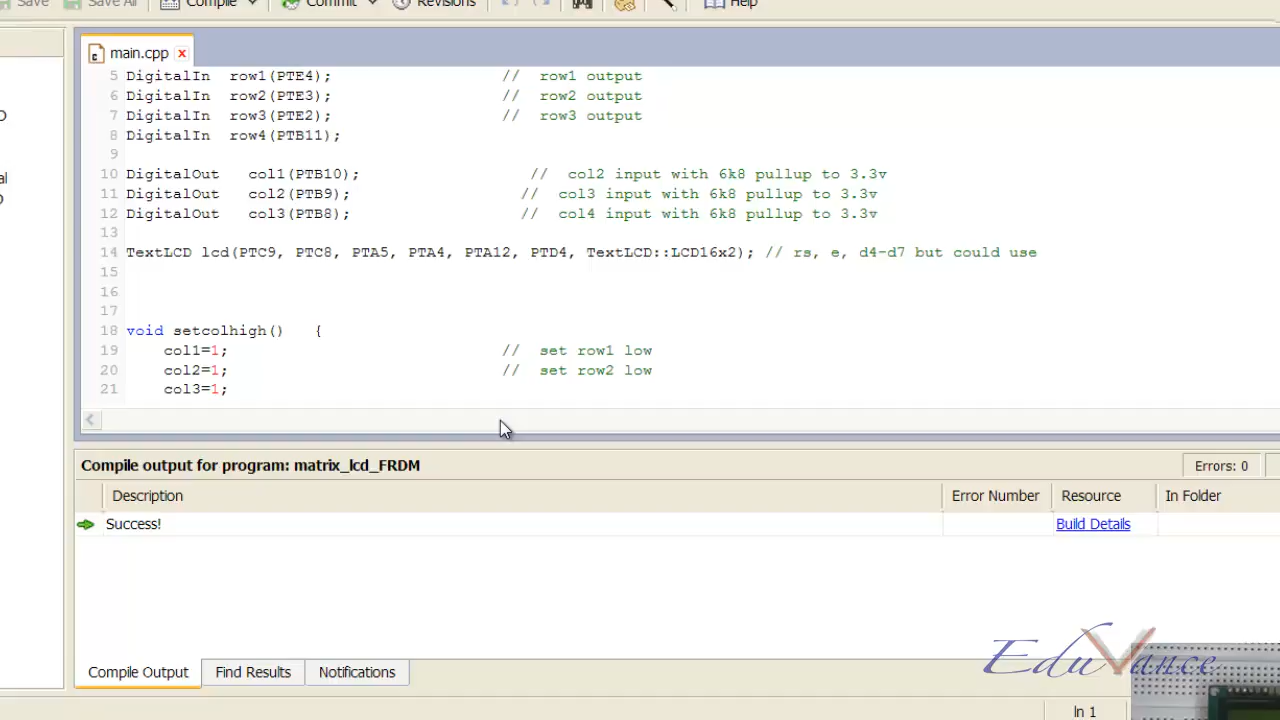 Save Save All Compile Commit Revisions Help
main.cpp x
5 DigitalIn row1(PTE4); // row1 output
6 DigitalIn row2(PTE3); // row2 output
7 DigitalIn row3(PTE2); // row3 output
8 DigitalIn row4(PTB11);
9
10 DigitalOut col1(PTB10); // col2 input with 6k8 pullup to 3.3v
11 DigitalOut col2(PTB9); // col3 input with 6k8 pullup to 3.3v
12 DigitalOut col3(PTB8); // col4 input with 6k8 pullup to 3.3v
13
14 TextLCD lcd(PTC9, PTC8, PTA5, PTA4, PTA12, PTD4, TextLCD::LCD16x2); // rs, e, d4-d7 but could use
15
16
17
18 void setcolhigh() {
19 col1=1; // set row1 low
20 col2=1; // set row2 low
21 col3=1;
Compile output for program: matrix_lcd_FRDM Errors: 0
Description Error Number Resource In Folder
Success! Build Details
EduVance
Compile Output Find Results Notifications
ln 1